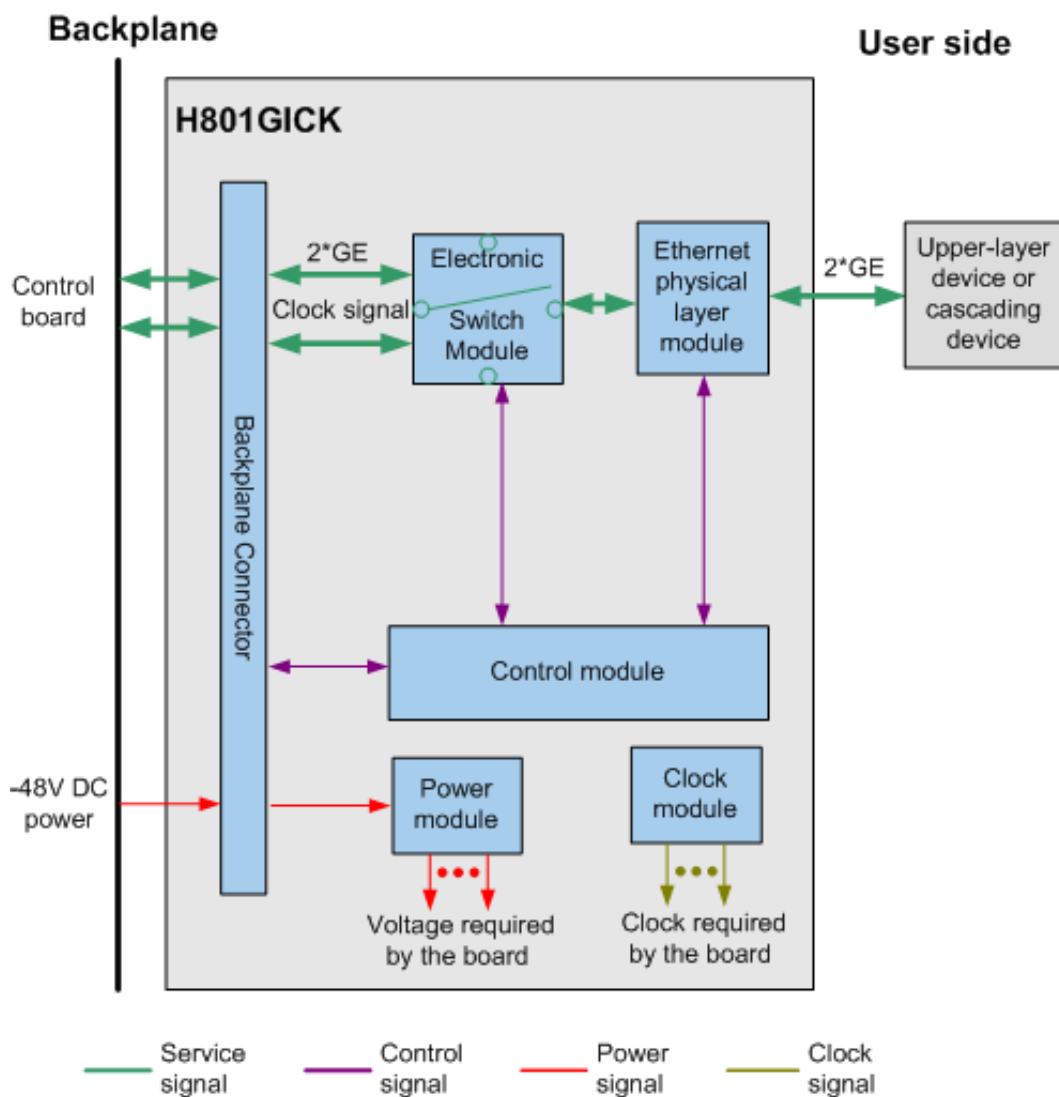 Backplane
User side
H801GICK
Control
board
2*GE
Clock signal
Electronic
Switch
Module
Ethernet
physical
layer
module
2*GE
Upper-layer
device or
cascading
device
Backplane Connector
Control module
-48V DC
power
Power
module
Clock
module
Voltage required
by the board
Clock required
by the board
Service
signal
Control
signal
Power
signal
Clock
signal